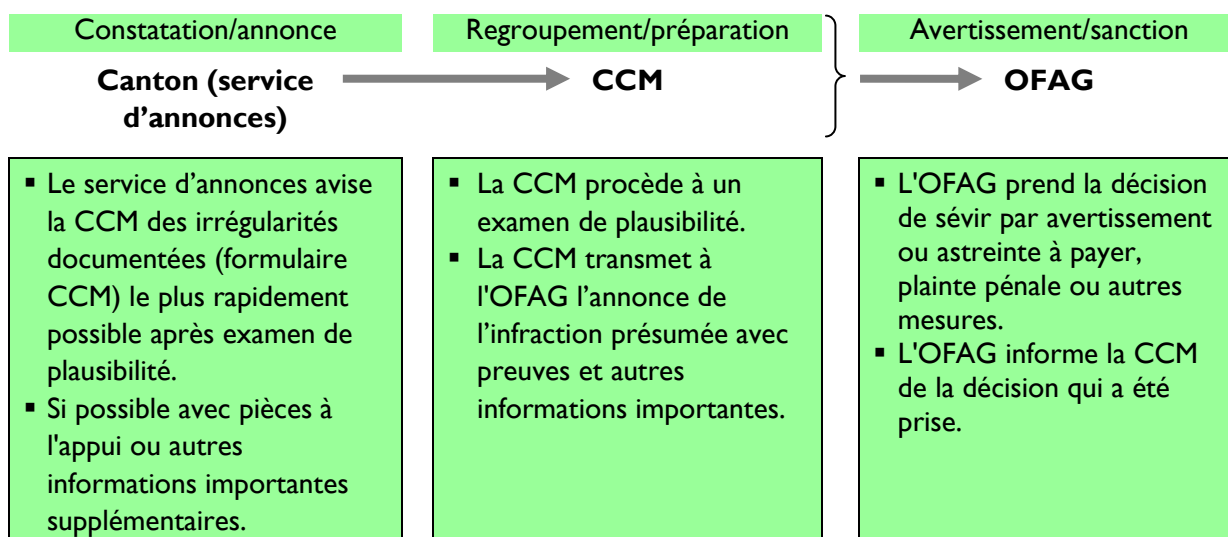 Constatation/annonce
Regroupement/préparation
Avertissement/sanction
Canton (service
d’annonces)
CCM
OFAG
▪ Le service d’annonces avise
la CCM des irrégularités
documentées (formulaire
CCM) le plus rapidement
possible après examen de
plausibilité.
▪ Si possible avec pièces à
l'appui ou autres
informations importantes
supplémentaires.
▪ La CCM procède à un
examen de plausibilité.
▪ La CCM transmet à
l'OFAG l’annonce de
l’infraction présumée avec
preuves et autres
informations importantes.
▪ L'OFAG prend la décision
de sévir par avertissement
ou astreinte à payer,
plainte pénale ou autres
mesures.
▪ L'OFAG informe la CCM
de la décision qui a été
prise.